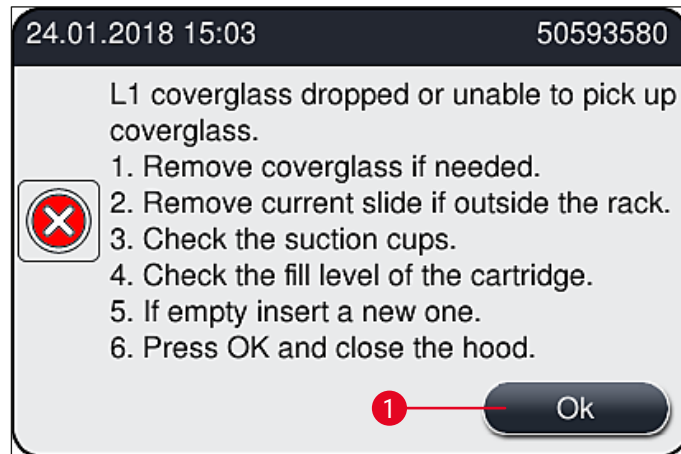 24.01.2018 15:03 50593580
L1 coverglass dropped or unable to pick up
coverglass.
1. Remove coverglass if needed.
2. Remove current slide if outside the rack.
3. Check the suction cups.
4. Check the fill level of the cartridge.
5. If empty insert a new one.
6. Press OK and close the hood.
1 Ok